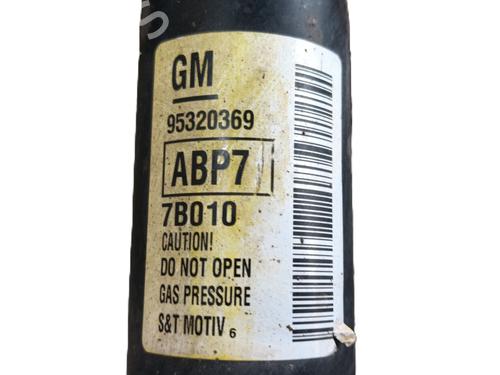 GM
95320369
ABP7
7B010
CAUTION!
DO NOT OPEN
GAS PRESSURE
S&T MOTIV 6